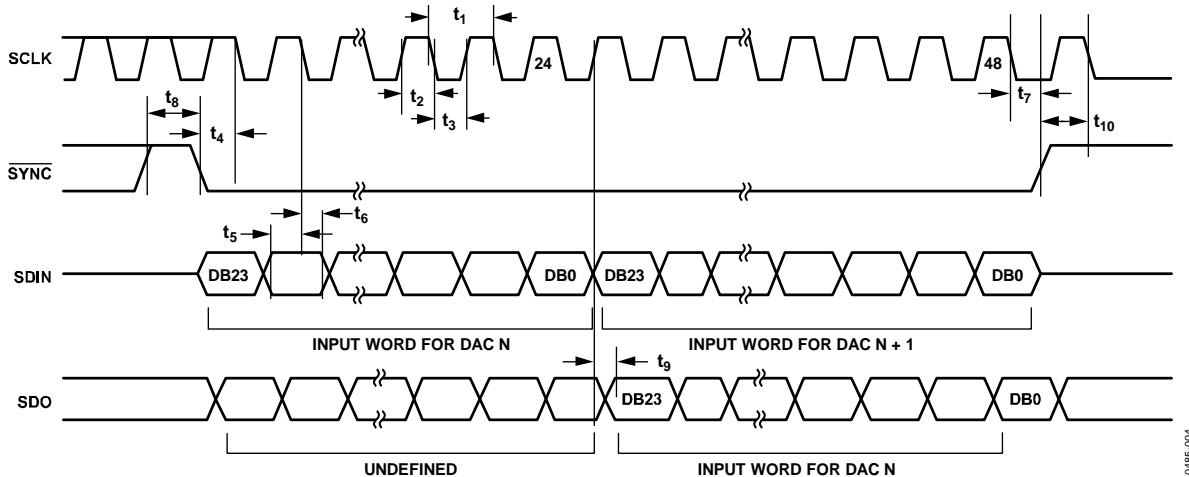 t1
SCLK
24
48
t2
t3
t7
t8
t4
t10
SYNC
t6
t5
SDIN
DB23
DB0
DB23
DB0
INPUT WORD FOR DAC N
INPUT WORD FOR DAC N + 1
t9
SDO
DB23
DB0
UNDEFINED
INPUT WORD FOR DAC N